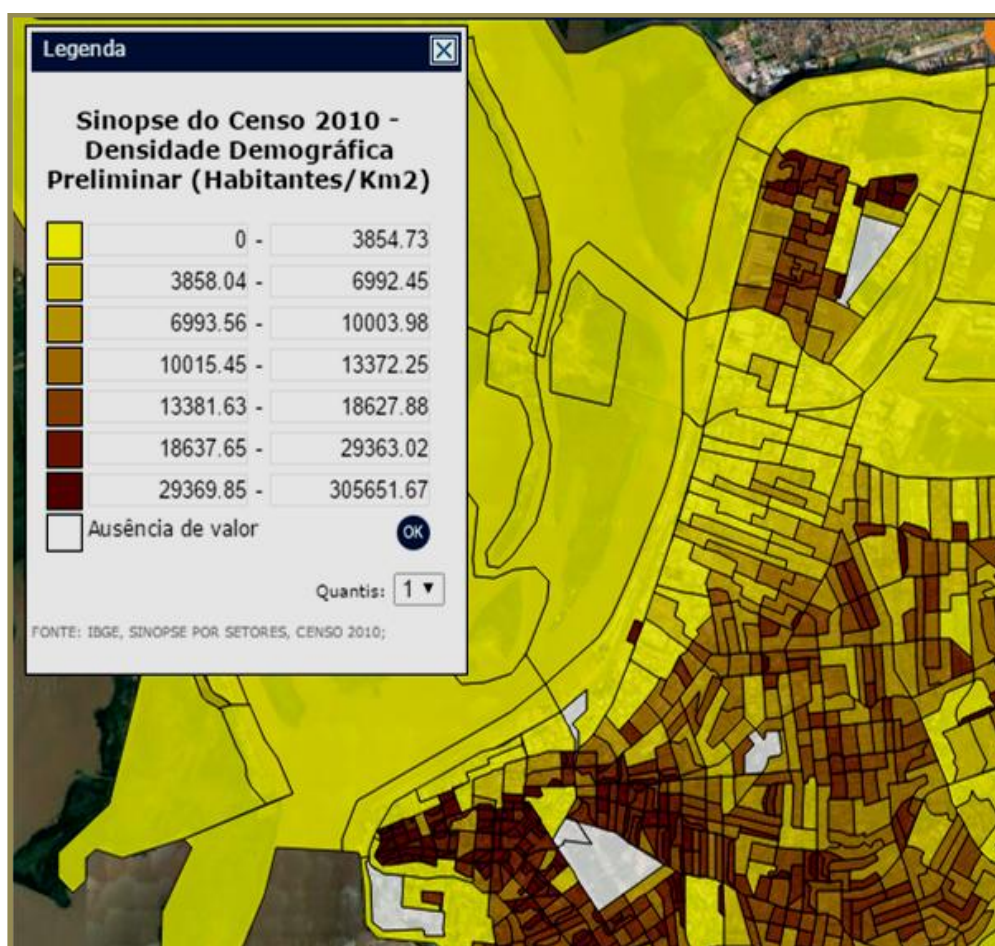 Legenda
Sinopse do Censo 2010 -
Densidade Demográfica
Preliminar (Habitantes/Km2)
0 - 3854.73
3858.04 - 6992.45
6993.56 - 10003.98
10015.45 - 13372.25
13381.63 - 18627.88
18637.65 - 29363.02
29369.85 - 305651.67
Ausência de valor OK
Quantis: 1
FONTE: IBGE, SINOPSE POR SETORES, CENSO 2010;